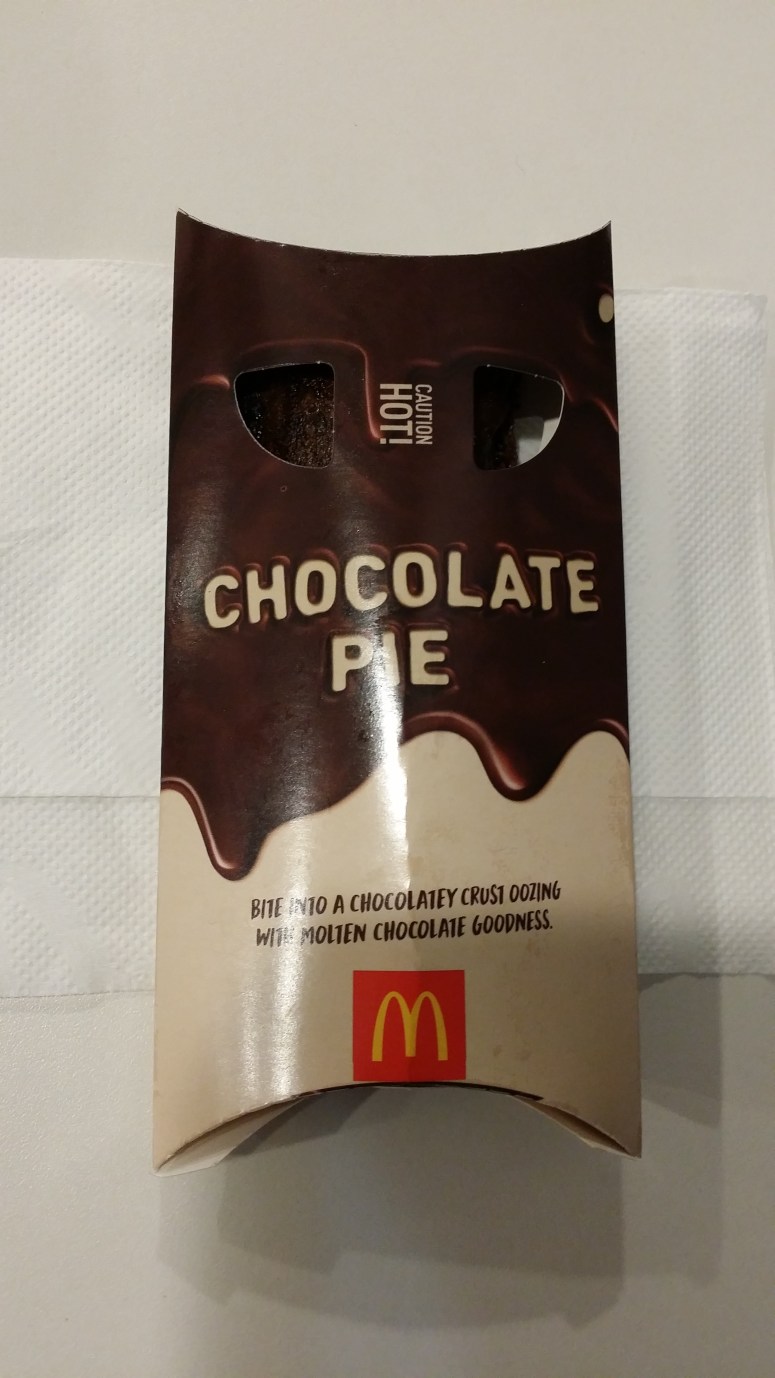 CAUTION
HOT!
CHOCOLATE
PIE
BITE INTO A CHOCOLATEY CRUST OOZING
WITH MOLTEN CHOCOLATE GOODNESS.
M